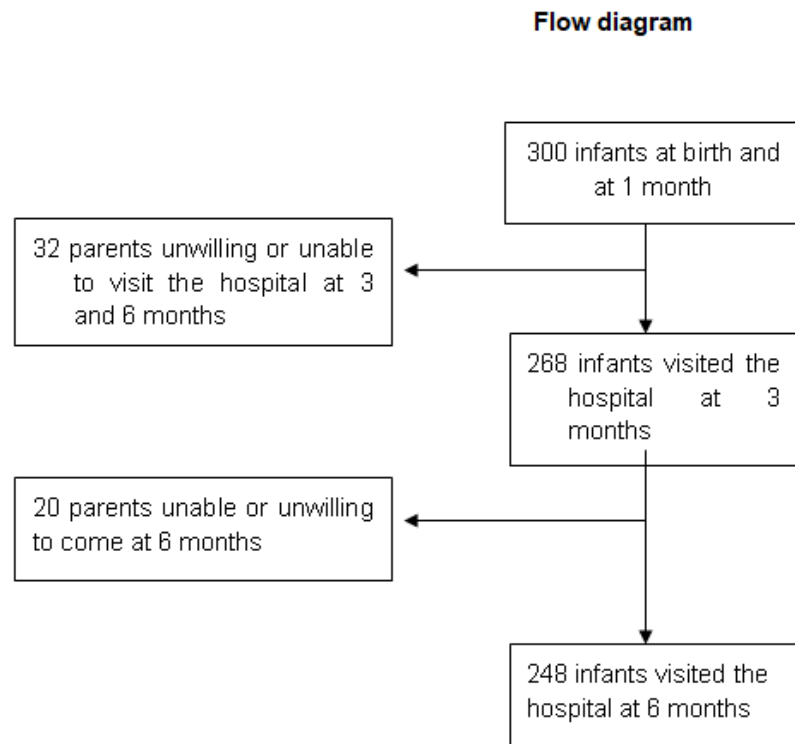 Flow diagram
300 infants at birth and
at 1 month
32 parents unwilling or unable
to visit the hospital at 3
and 6 months
268 infants visited the
hospital at 3
months
20 parents unable or unwilling
to come at 6 months
248 infants visited the
hospital at 6 months